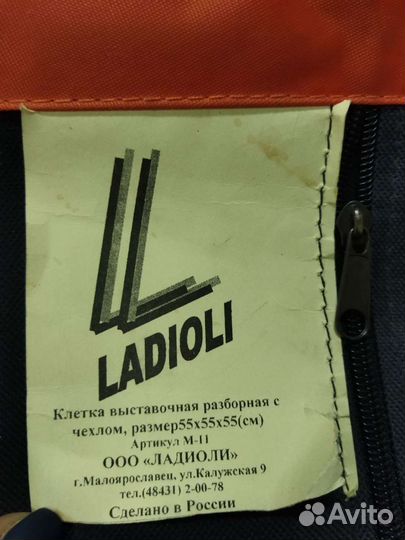 LADIOLI
Клетка выставочная разборная с
чехлом, размер55х55х55(см)
Артикул М-11
ООО «ЛАДИОЛИ»
г.Малоярославец, ул.Калужская 9
тел.(48431) 2-00-78
Сделано в России
Avito